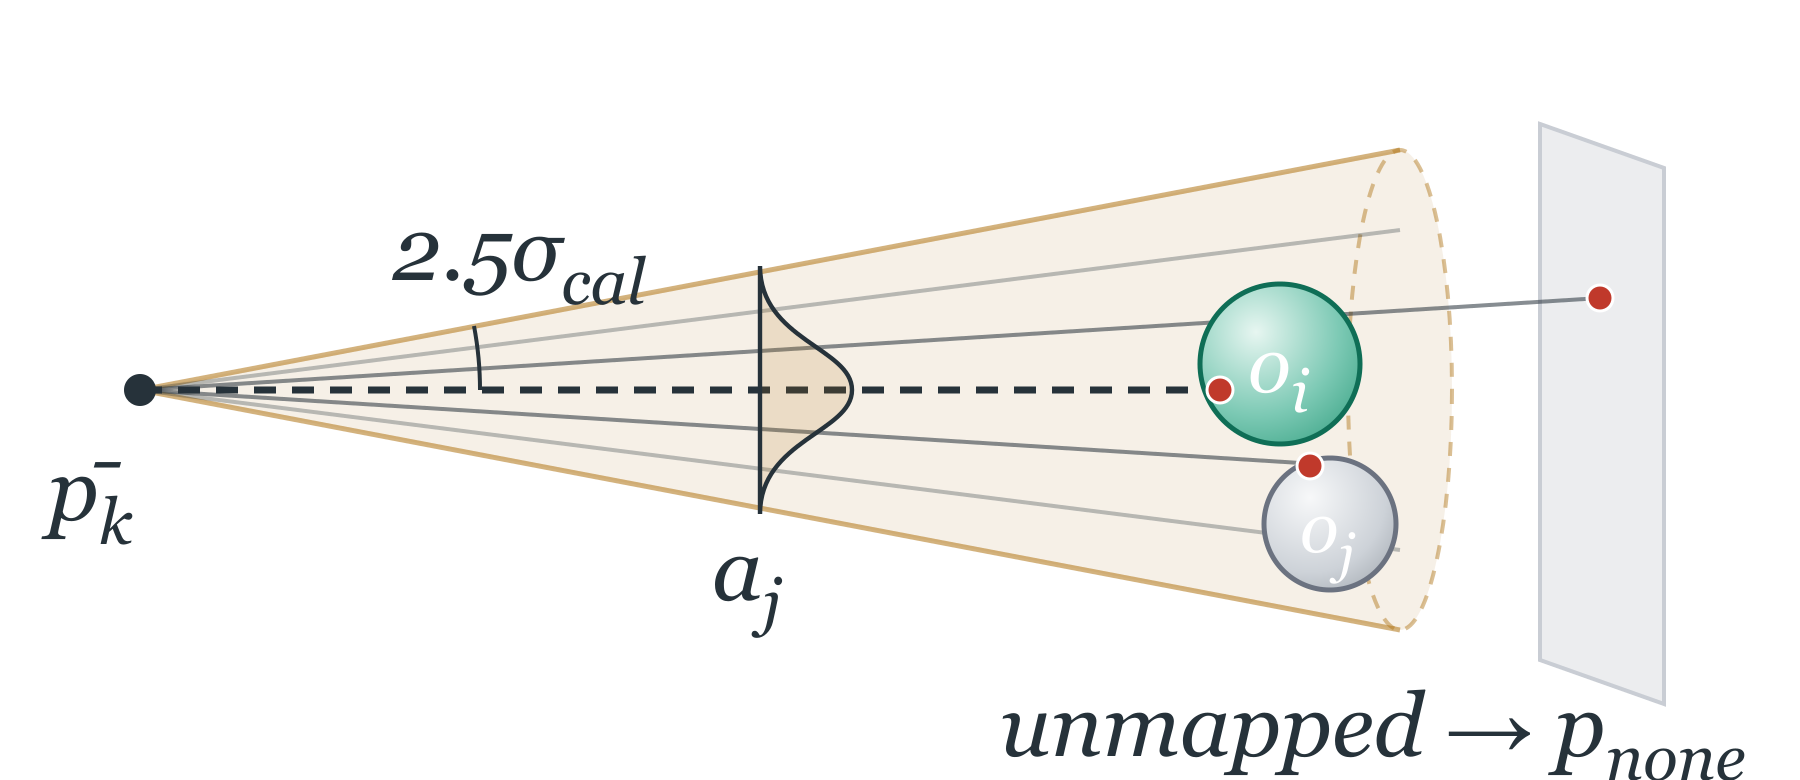 2.5σ_cal
o_i
p̄_k
o_j
a_j
unmapped → p_none